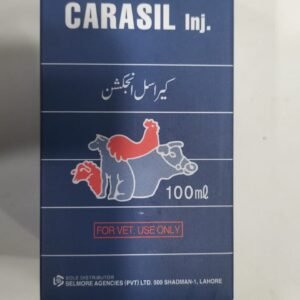 CARASIL Inj.
کیراسل انجکشن
100ml
FOR VET. USE ONLY
SOLE DISTRIBUTOR
SELMORE AGENCIES (PVT) LTD. 500 SHADMAN-1, LAHORE